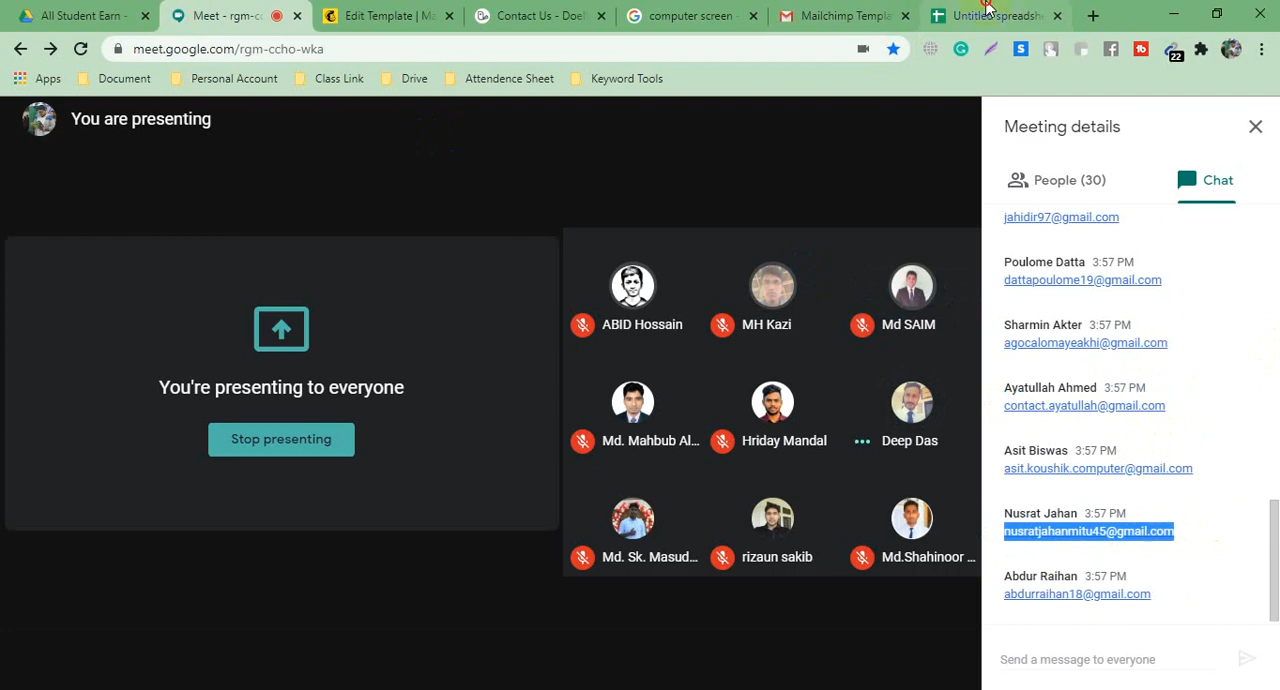 All Student Earn -
Meet - rgm-cc
Edit Template | Ma
Contact Us - Doel
computer screen -
Mailchimp Templa
Untitled spreadshe
meet.google.com/rgm-ccho-wka
22
Apps
Document
Personal Account
Class Link
Drive
Attendence Sheet
Keyword Tools
You are presenting
Meeting details
People (30)
Chat
jahidir97@gmail.com
Poulome Datta 3:57 PM
dattapoulome19@gmail.com
Sharmin Akter 3:57 PM
agocalomayeakhi@gmail.com
Ayatullah Ahmed 3:57 PM
contact.ayatullah@gmail.com
Asit Biswas 3:57 PM
asit.koushik.computer@gmail.com
Nusrat Jahan 3:57 PM
nusratjahanmitu45@gmail.com
Abdur Raihan 3:57 PM
abdurraihan18@gmail.com
Send a message to everyone
You're presenting to everyone
Stop presenting
ABID Hossain
MH Kazi
Md SAIM
Md. Mahbub Al...
Hriday Mandal
Deep Das
Md. Sk. Masud...
rizaun sakib
Md.Shahinoor ...